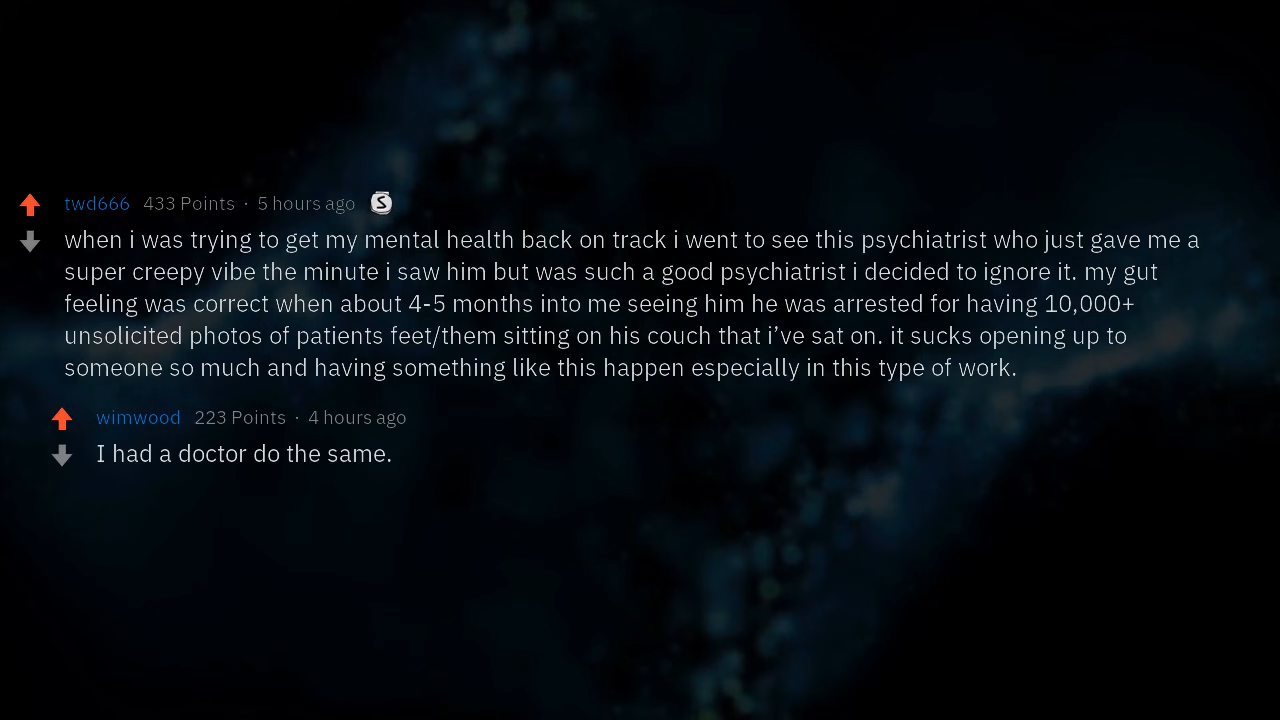 twd666 433 Points · 5 hours ago S
when i was trying to get my mental health back on track i went to see this psychiatrist who just gave me a
super creepy vibe the minute i saw him but was such a good psychiatrist i decided to ignore it. my gut
feeling was correct when about 4-5 months into me seeing him he was arrested for having 10,000+
unsolicited photos of patients feet/them sitting on his couch that i’ve sat on. it sucks opening up to
someone so much and having something like this happen especially in this type of work.
wimwood 223 Points · 4 hours ago
I had a doctor do the same.